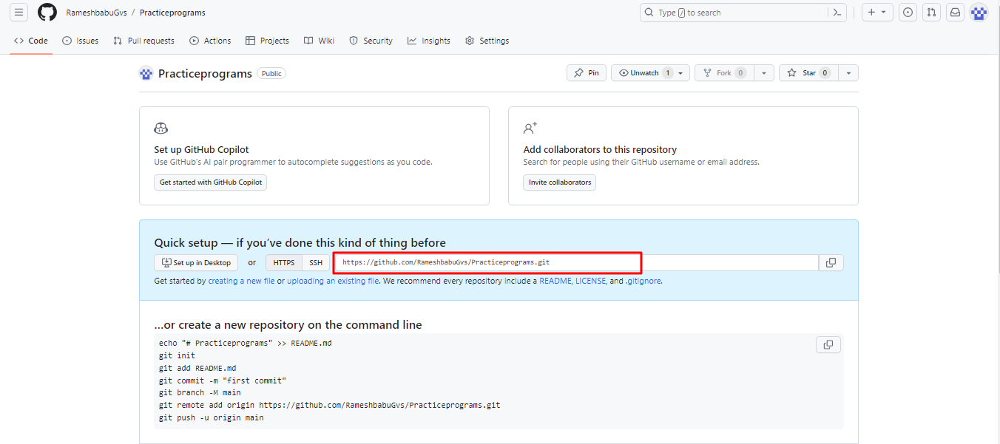 RameshbabuGvs / Practiceprograms
Type / to search
Code Issues Pull requests Actions Projects Wiki Security Insights Settings
Practiceprograms Public
Pin Unwatch 1 Fork 0 Star 0
Set up GitHub Copilot
Use GitHub's AI pair programmer to autocomplete suggestions as you code.
Get started with GitHub Copilot
Add collaborators to this repository
Search for people using their GitHub username or email address.
Invite collaborators
Quick setup — if you've done this kind of thing before
Set up in Desktop or HTTPS SSH https://github.com/RameshbabuGvs/Practiceprograms.git
Get started by creating a new file or uploading an existing file. We recommend every repository include a README, LICENSE, and .gitignore.
...or create a new repository on the command line
echo "# Practiceprograms" >> README.md
git init
git add README.md
git commit -m "first commit"
git branch -M main
git remote add origin https://github.com/RameshbabuGvs/Practiceprograms.git
git push -u origin main